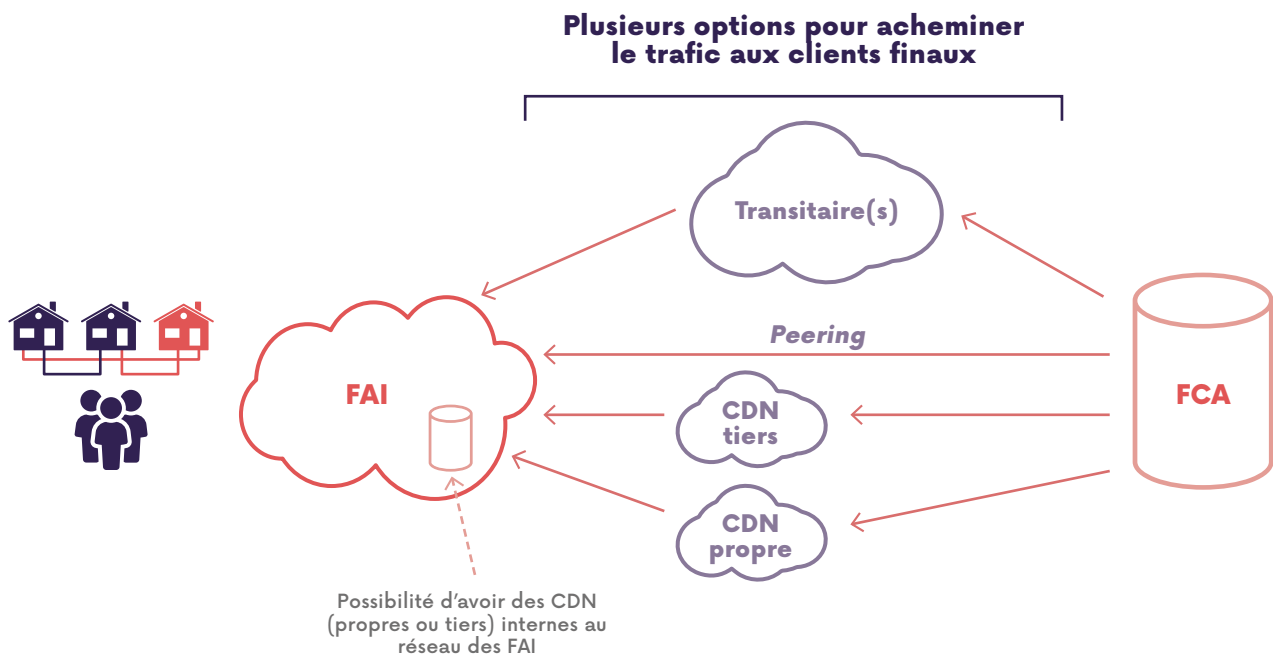 Plusieurs options pour acheminer
le trafic aux clients finaux
Transitaire(s)
Peering
FAI
CDN
tiers
FCA
CDN
propre
Possibilité d’avoir des CDN
(propres ou tiers) internes au
réseau des FAI